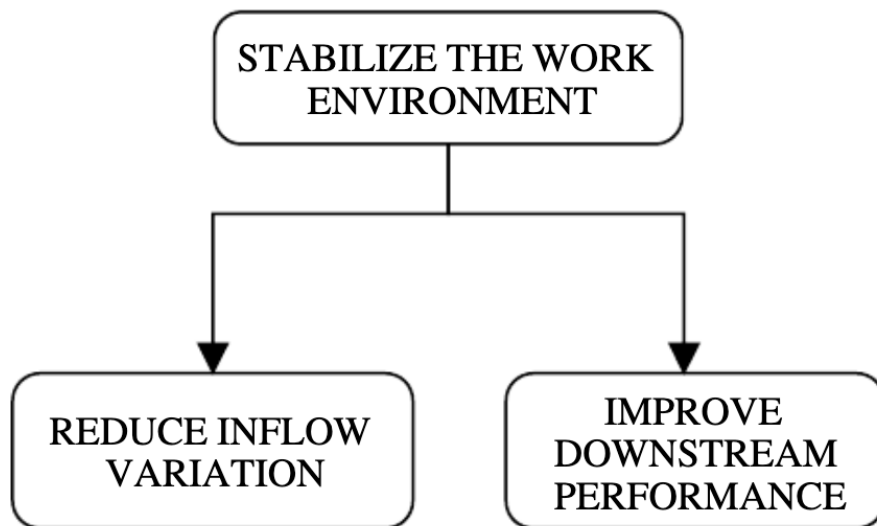 STABILIZE THE WORK
ENVIRONMENT
REDUCE INFLOW
VARIATION
IMPROVE
DOWNSTREAM
PERFORMANCE